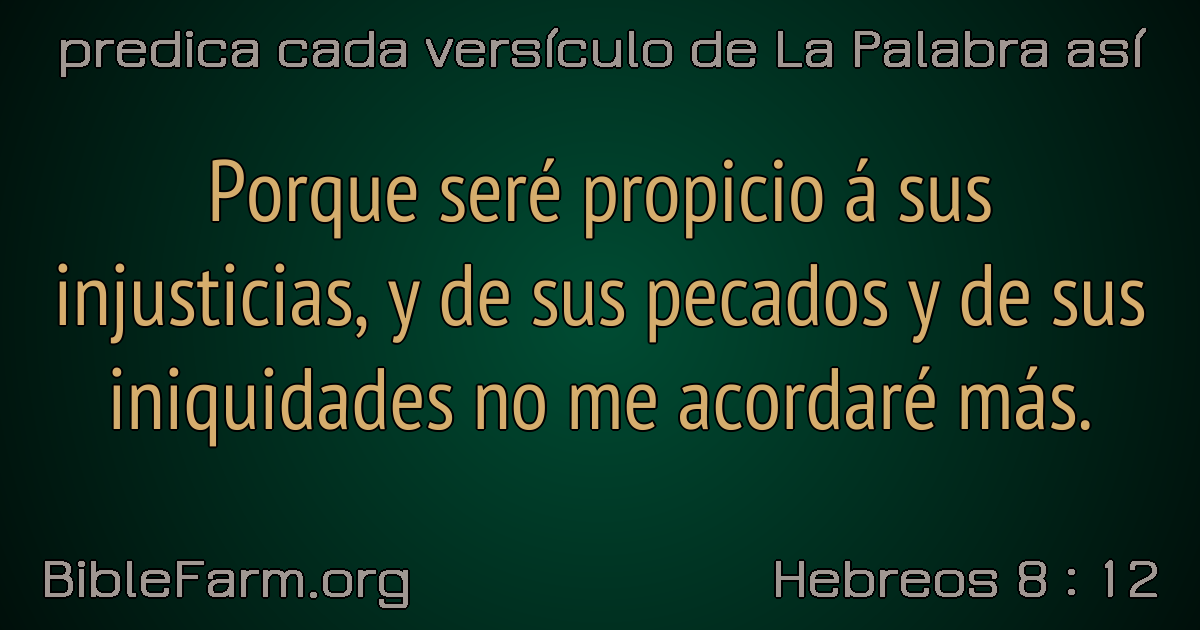 predica cada versículo de La Palabra así
Porque seré propicio á sus
injusticias, y de sus pecados y de sus
iniquidades no me acordaré más.
BibleFarm.org
Hebreos 8 : 12